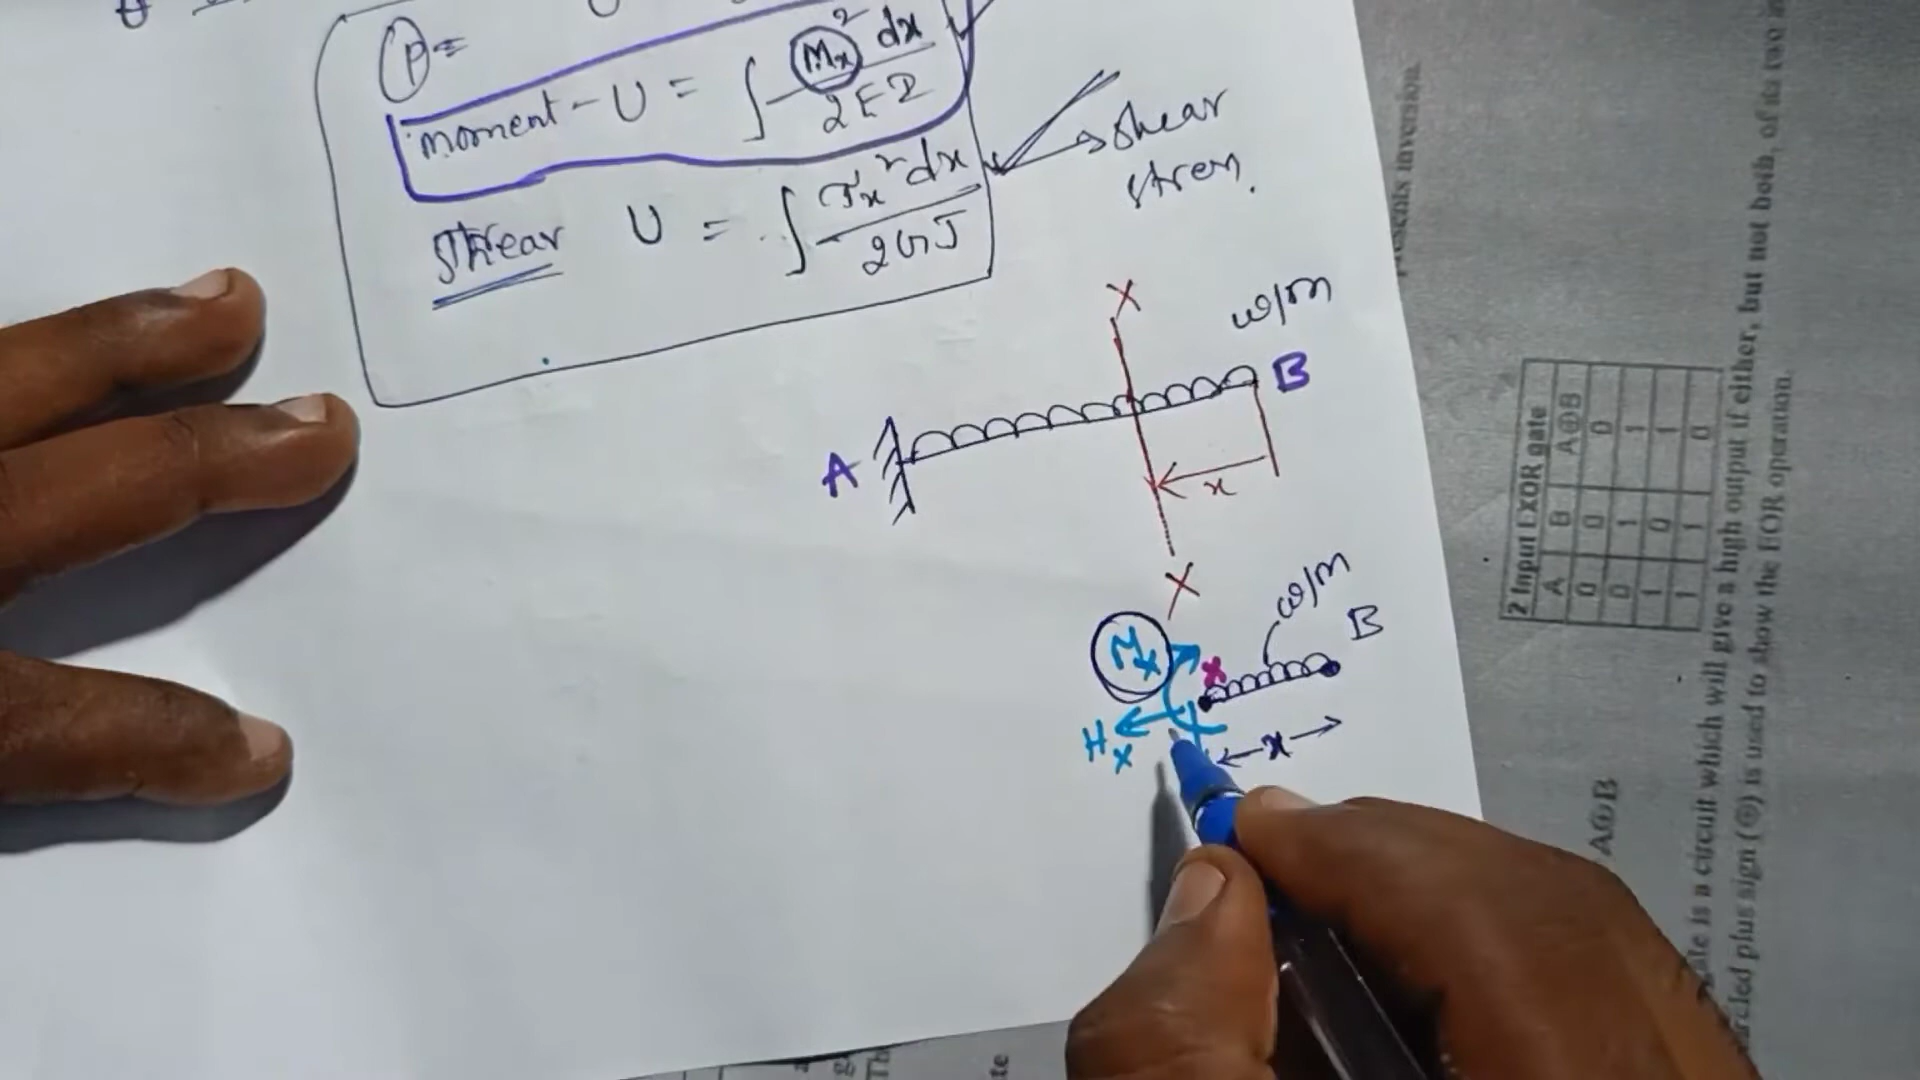 P =
moment - U = ∫ Mx² dx / 2EI
Shear U = ∫ Tx² dx / 2GJ
shear
stress.
X
ω/m
A
B
x
X
ω/m
Mx
X
B
Hx
x
2 Input EXOR gate
A B A⊕B
0 0 0
0 1 1
1 0 1
1 1 0
A⊕B
gate is a circuit which will give a high output if either, but not both, of its two in
circled plus sign (⊕) is used to show the EOR operation.
inversion.